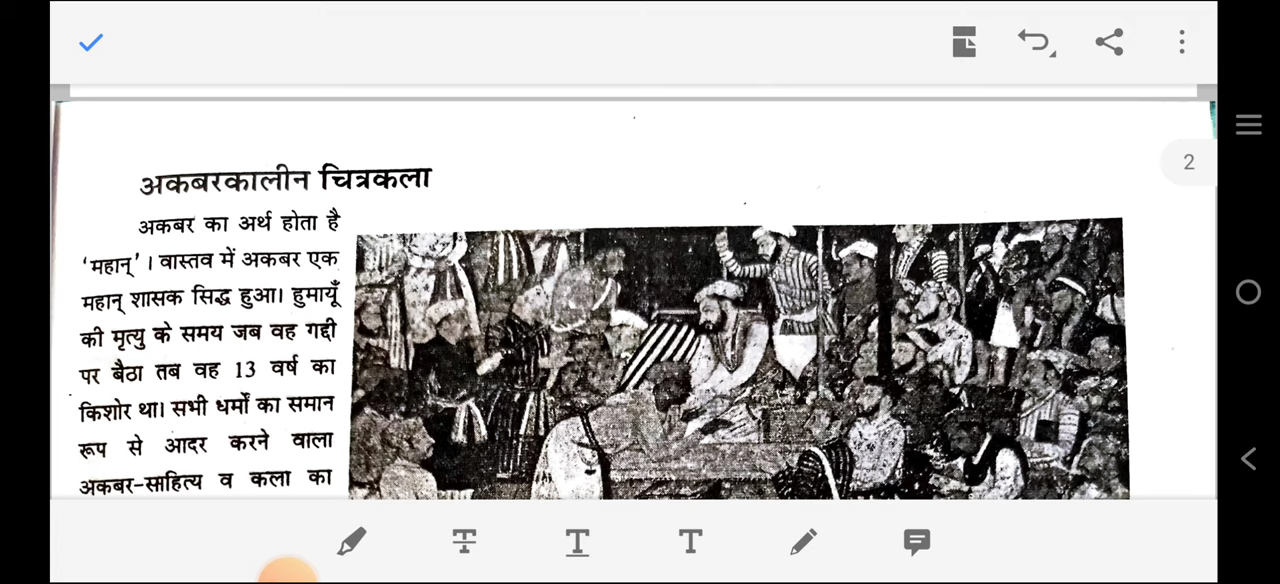 2
अकबरकालीन चित्रकला
अकबर का अर्थ होता है
‘महान्’। वास्तव में अकबर एक
महान् शासक सिद्ध हुआ। हुमायूँ
की मृत्यु के समय जब वह गद्दी
पर बैठा तब वह 13 वर्ष का
किशोर था। सभी धर्मों का समान
रूप से आदर करने वाला
अकबर-साहित्य व कला का